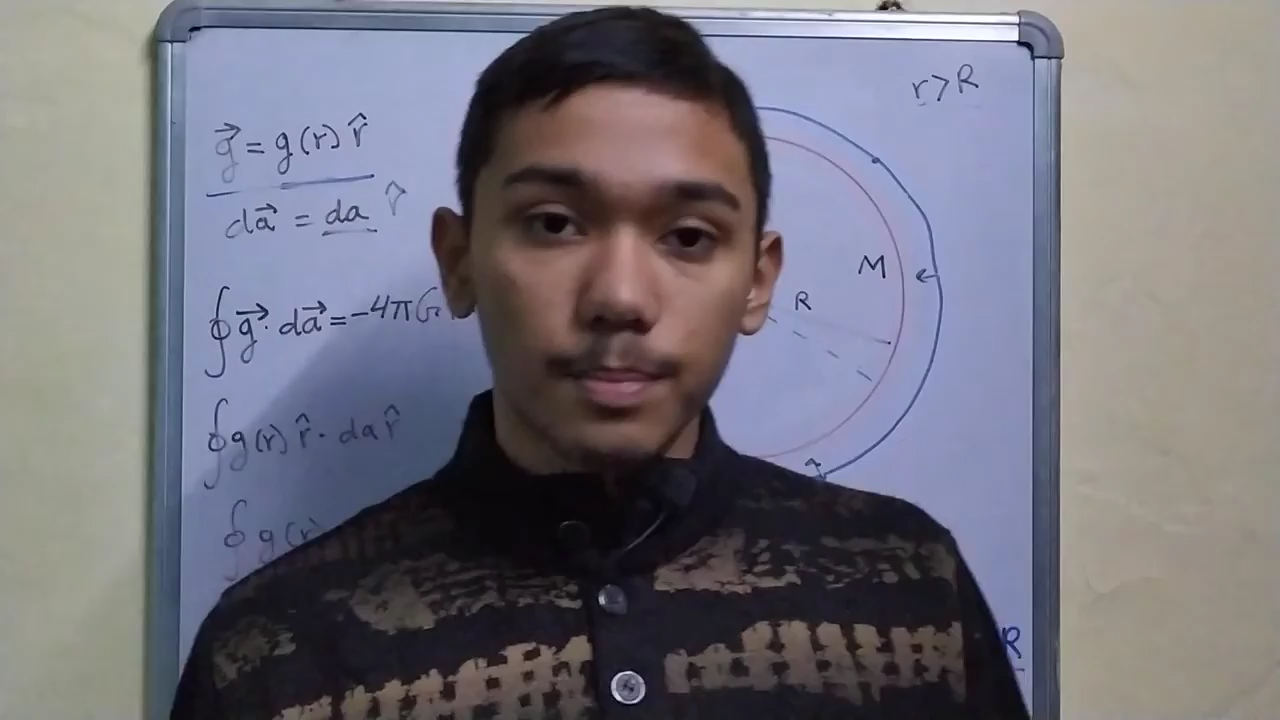 g⃗ = g(r) r̂
da⃗ = da r̂
∮g⃗· da⃗ = -4πG
∮g(r) r̂ · da r̂
∮ g(r)
r > R
M
R
R